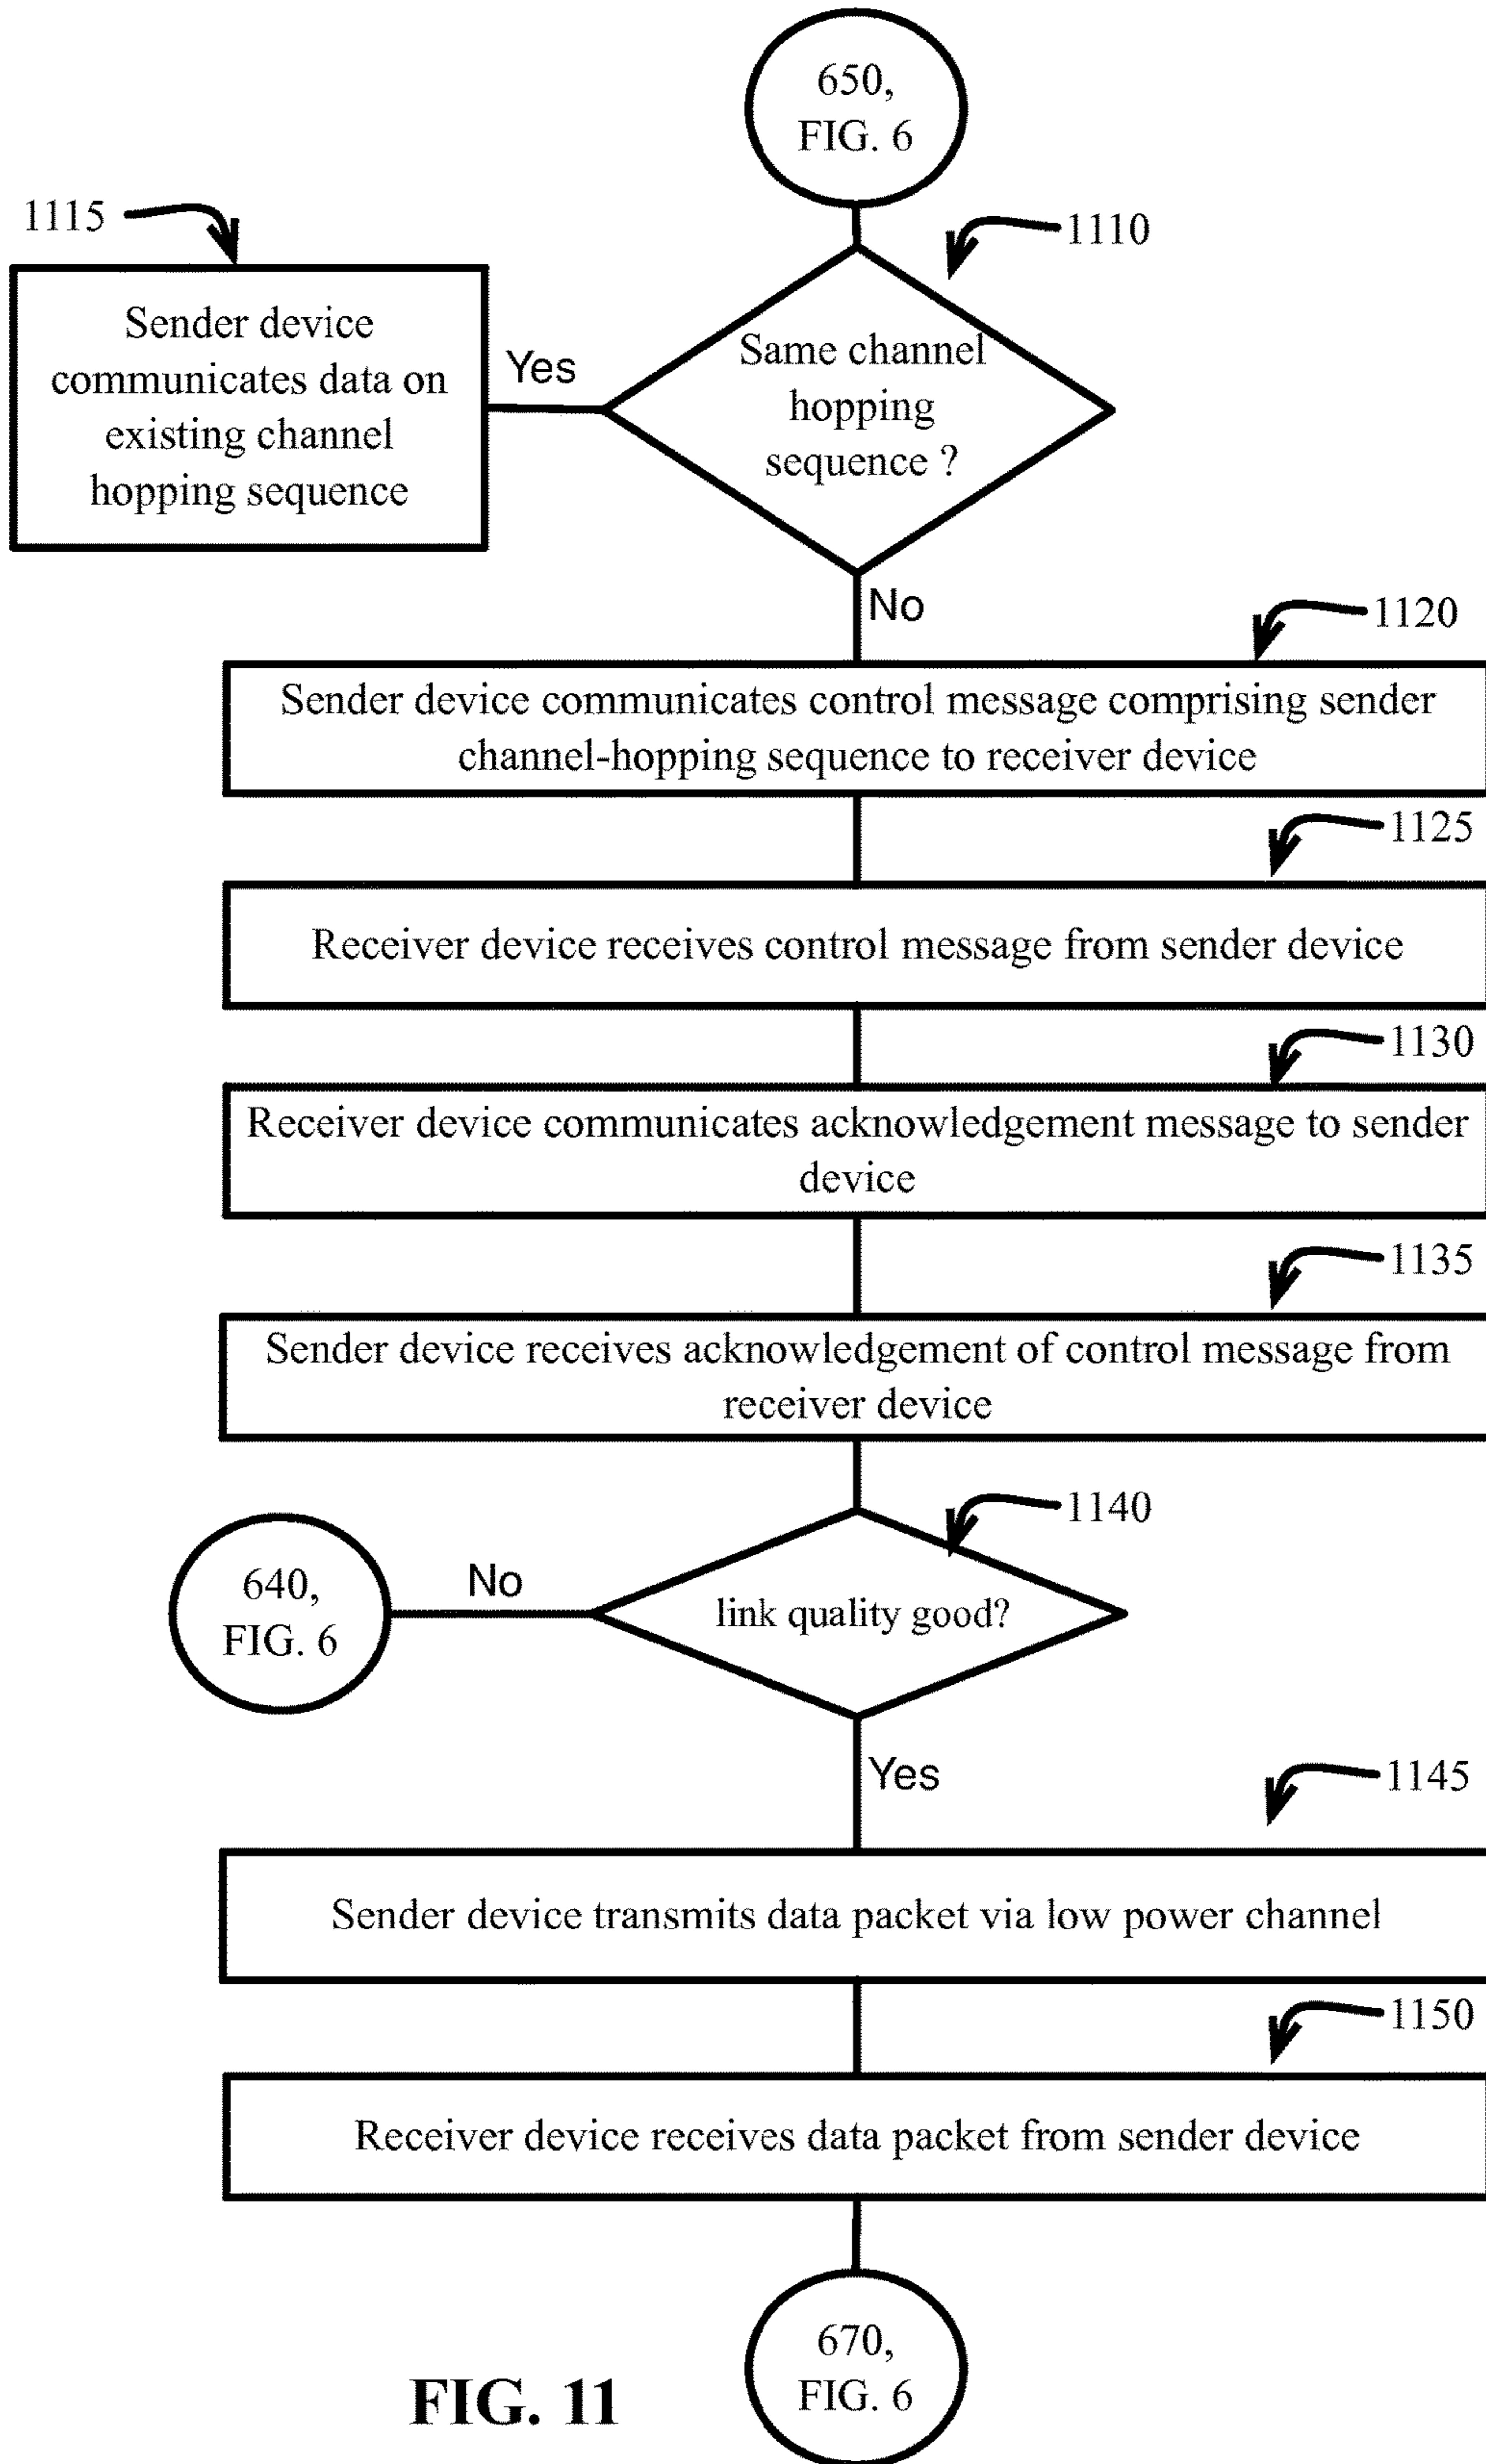 650,
FIG. 6
1110
1115
Same channel
hopping
sequence ?
Sender device
communicates data on
existing channel
hopping sequence
Yes
No
1120
Sender device communicates control message comprising sender
channel-hopping sequence to receiver device
1125
Receiver device receives control message from sender device
1130
Receiver device communicates acknowledgement message to sender
device
1135
Sender device receives acknowledgement of control message from
receiver device
1140
link quality good?
No
640,
FIG. 6
Yes
1145
Sender device transmits data packet via low power channel
1150
Receiver device receives data packet from sender device
670,
FIG. 6
FIG. 11